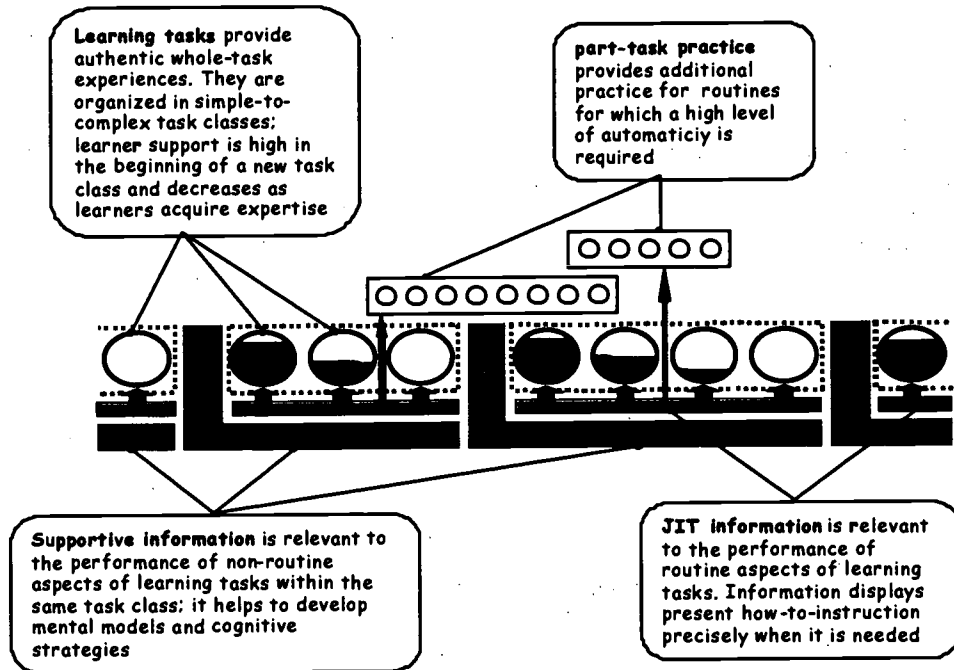 Learning tasks provide
authentic whole-task
experiences. They are
organized in simple-to-
complex task classes;
learner support is high in
the beginning of a new task
class and decreases as
learners acquire expertise
part-task practice
provides additional
practice for routines
for which a high level
of automaticiy is
required
Supportive information is relevant to
the performance of non-routine
aspects of learning tasks within the
same task class; it helps to develop
mental models and cognitive
strategies
JIT information is relevant
to the performance of
routine aspects of learning
tasks. Information displays
present how-to-instruction
precisely when it is needed